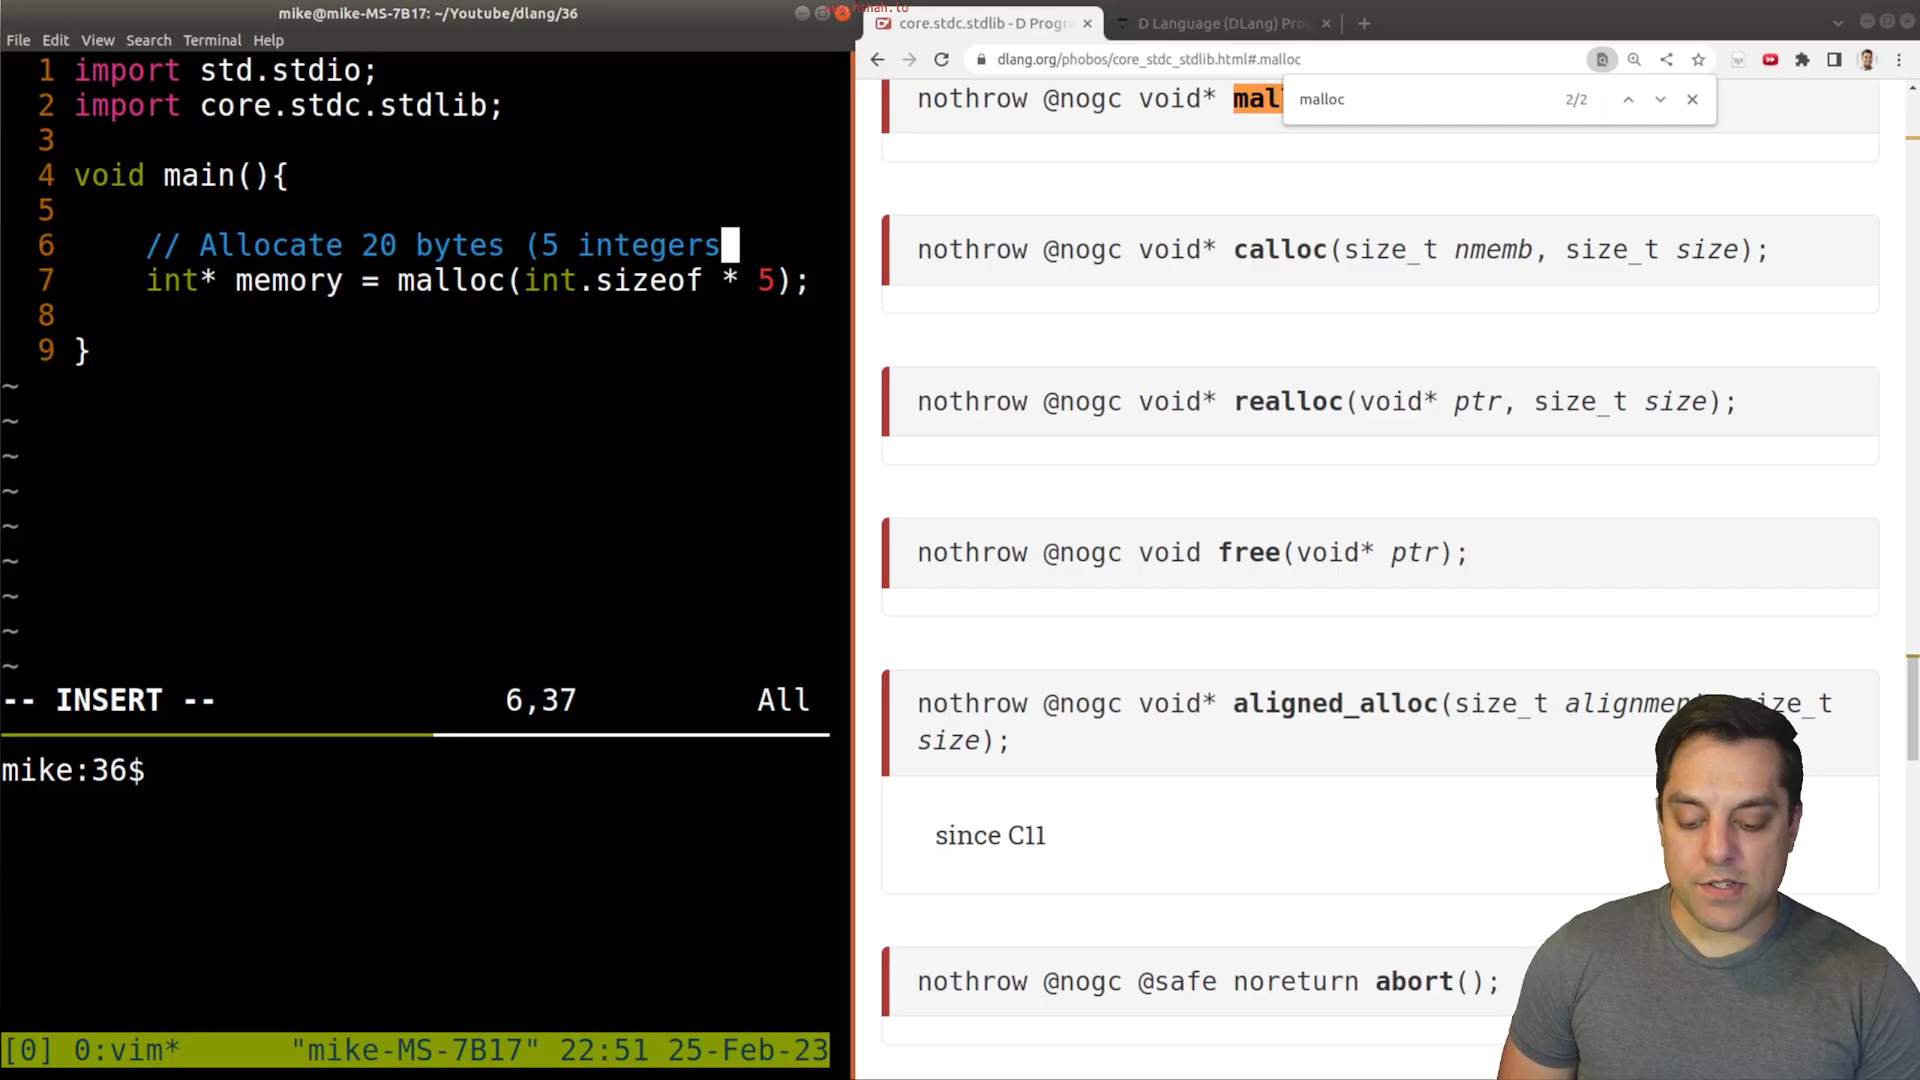 mike@mike-MS-7B17: ~/Youtube/dlang/36
File Edit View Search Terminal Help
1 import std.stdio;
2 import core.stdc.stdlib;
3
4 void main(){
5
6 // Allocate 20 bytes (5 integers
7 int* memory = malloc(int.sizeof * 5);
8
9 }
~
~
~
~
~
~
~
~
~
-- INSERT -- 6,37 All
mike:36$
[0] 0:vim* "mike-MS-7B17" 22:51 25-Feb-23
core.stdc.stdlib - D Progra
D Language (DLang) Pro
dlang.org/phobos/core_stdc_stdlib.html#.malloc
malloc 2/2
nothrow @nogc void* mal
nothrow @nogc void* calloc(size_t nmemb, size_t size);
nothrow @nogc void* realloc(void* ptr, size_t size);
nothrow @nogc void free(void* ptr);
nothrow @nogc void* aligned_alloc(size_t alignment, size_t
size);
since C11
nothrow @nogc @safe noreturn abort();